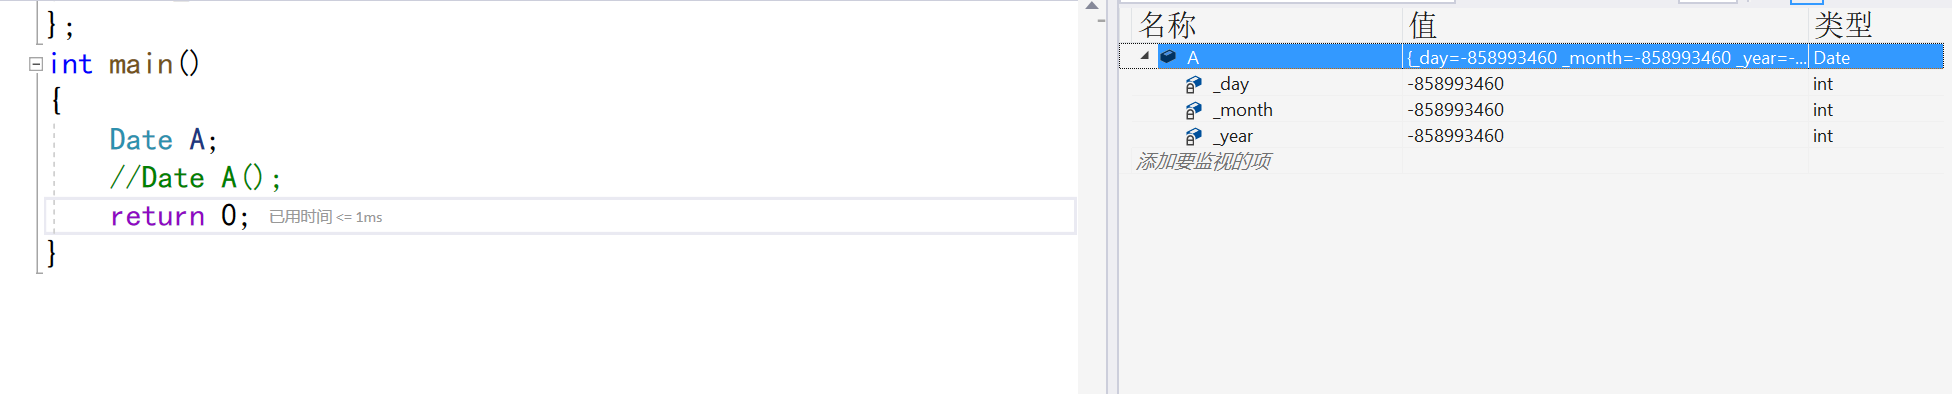 };
int main()
{
Date A;
//Date A();
return 0; 已用时间 <= 1ms
}
名称 值 类型
A {_day=-858993460 _month=-858993460 _year=-... Date
_day -858993460 int
_month -858993460 int
_year -858993460 int
添加要监视的项